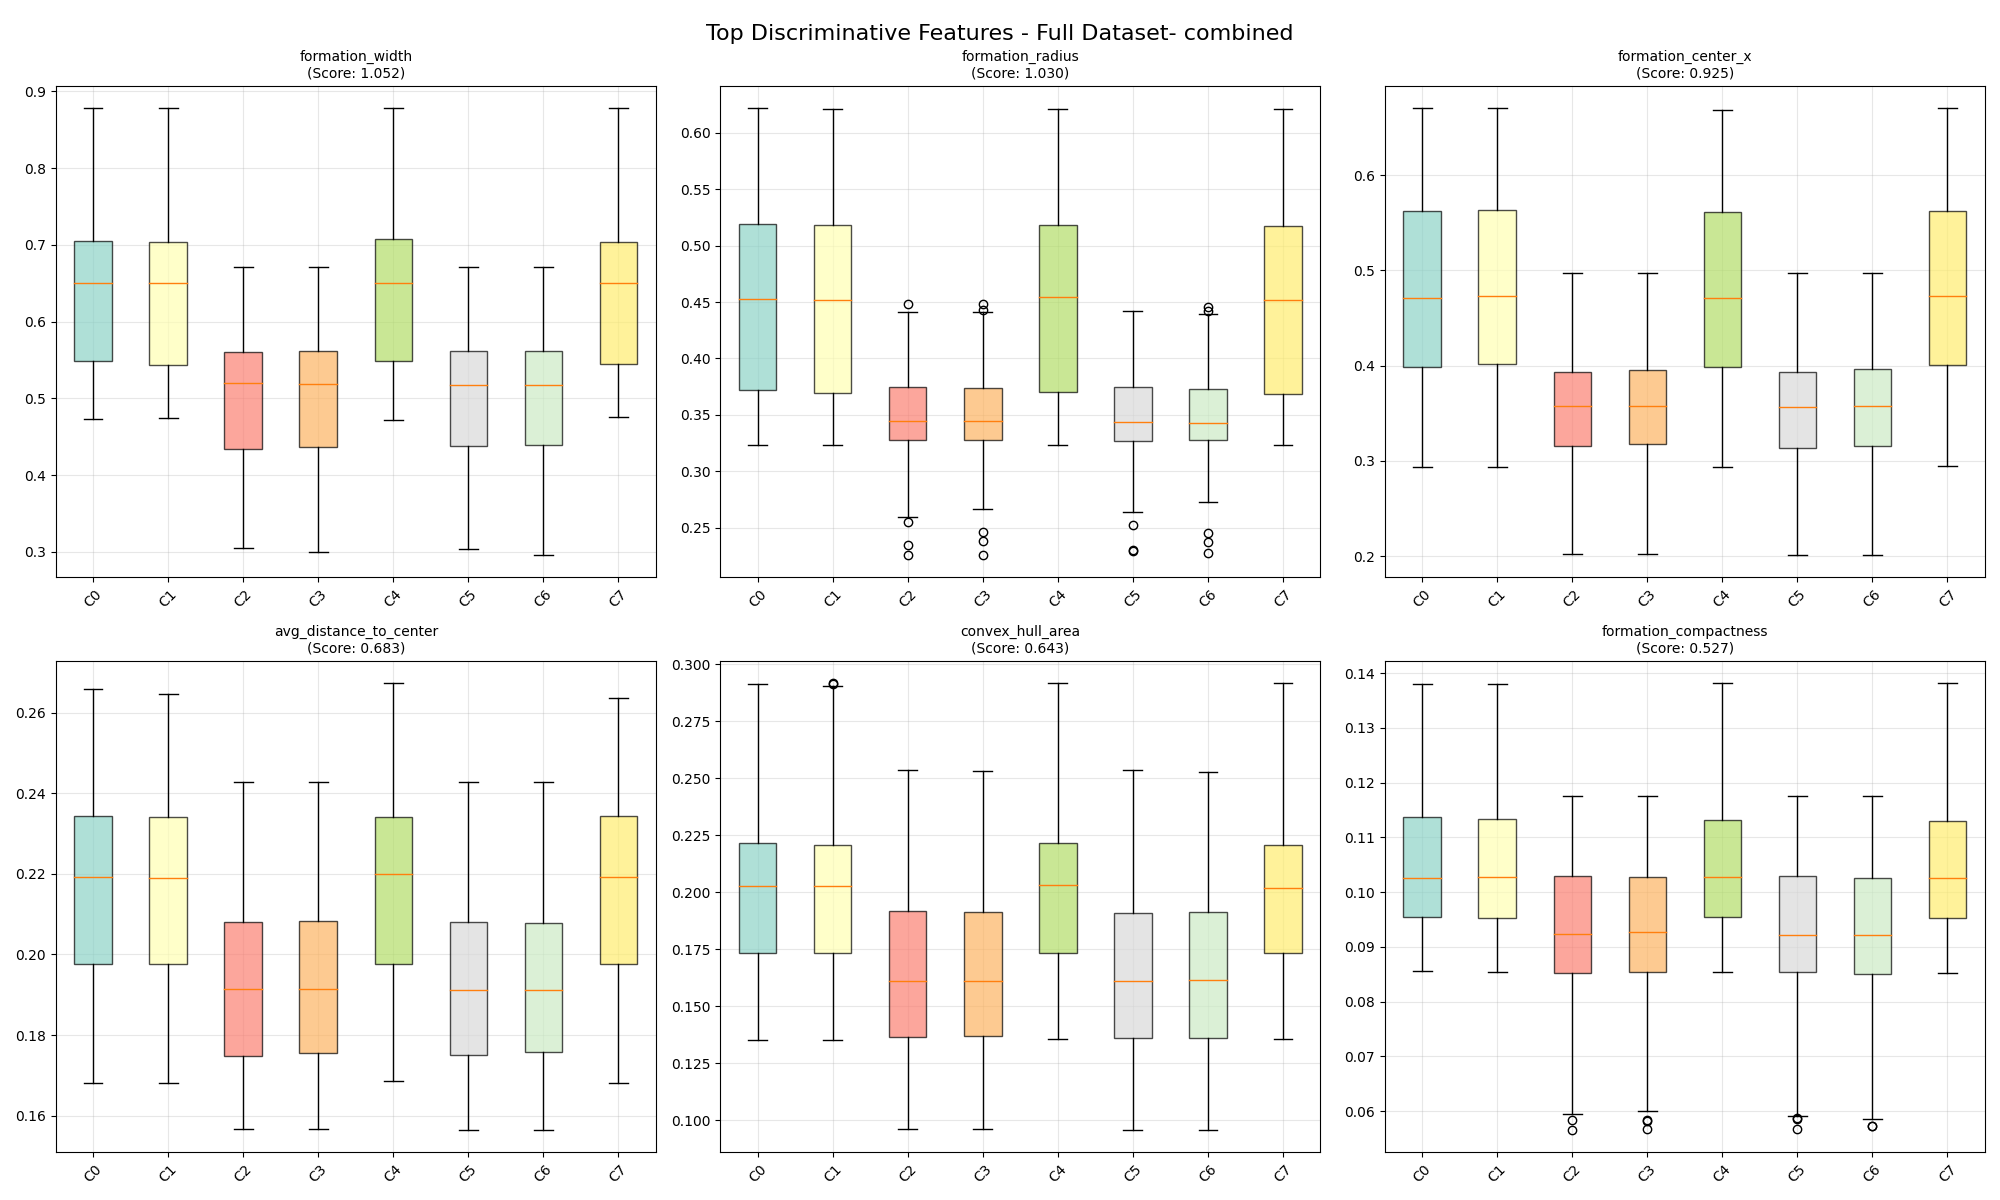 Top Discriminative Features - Full Dataset- combined
formation_width
(Score: 1.052)
0.9
0.8
0.7
0.6
0.5
0.4
0.3
C0 C1 C2 C3 C4 C5 C6 C7
formation_radius
(Score: 1.030)
0.60
0.55
0.50
0.45
0.40
0.35
0.30
0.25
C0 C1 C2 C3 C4 C5 C6 C7
formation_center_x
(Score: 0.925)
0.6
0.5
0.4
0.3
0.2
C0 C1 C2 C3 C4 C5 C6 C7
avg_distance_to_center
(Score: 0.683)
0.26
0.24
0.22
0.20
0.18
0.16
C0 C1 C2 C3 C4 C5 C6 C7
convex_hull_area
(Score: 0.643)
0.300
0.275
0.250
0.225
0.200
0.175
0.150
0.125
0.100
C0 C1 C2 C3 C4 C5 C6 C7
formation_compactness
(Score: 0.527)
0.14
0.13
0.12
0.11
0.10
0.09
0.08
0.07
0.06
C0 C1 C2 C3 C4 C5 C6 C7